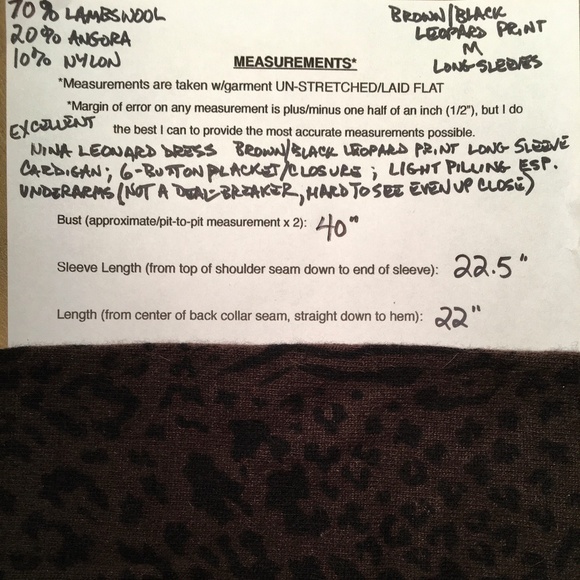 70% LAMBSWOOL
20% ANGORA
10% NYLON
BROWN/BLACK
LEOPARD PRINT
M
LONG-SLEEVES
MEASUREMENTS*
*Measurements are taken w/garment UN-STRETCHED/LAID FLAT
*Margin of error on any measurement is plus/minus one half of an inch (1/2"), but I do
the best I can to provide the most accurate measurements possible.
EXCELLENT
NINA LEONARD DRESS BROWN/BLACK LEOPARD PRINT LONG SLEEVE
CARDIGAN; 6-BUTTON PLACKET/CLOSURE; LIGHT PILLING ESP.
UNDERARMS (NOT A DEAL-BREAKER, HARD TO SEE EVEN UP CLOSE)
Bust (approximate/pit-to-pit measurement x 2): 40"
Sleeve Length (from top of shoulder seam down to end of sleeve): 22.5"
Length (from center of back collar seam, straight down to hem): 22"